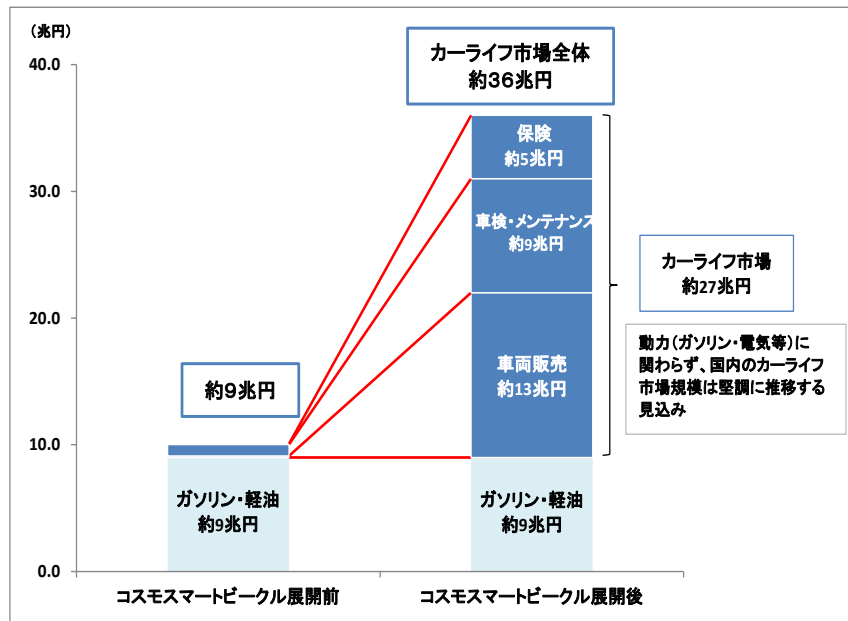 (兆円)
カーライフ市場全体
約36兆円
40.0
30.0
20.0
10.0
0.0
保険
約5兆円
車検・メンテナンス
約9兆円
車両販売
約13兆円
ガソリン・軽油
約9兆円
約9兆円
ガソリン・軽油
約9兆円
カーライフ市場
約27兆円
動力(ガソリン・電気等)に
関わらず、国内のカーライフ
市場規模は堅調に推移する
見込み
コスモスマートビークル展開前
コスモスマートビークル展開後